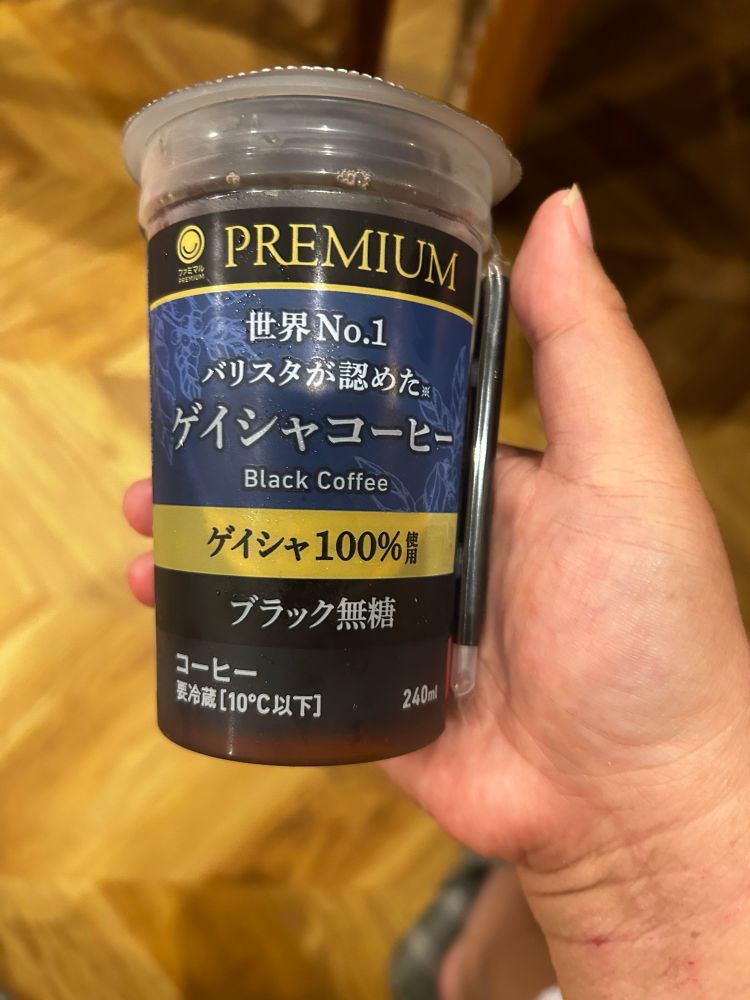 ファミマル
PREMIUM
PREMIUM
世界No.1
バリスタが認めた※
ゲイシャコーヒー
Black Coffee
ゲイシャ100%使用
ブラック無糖
コーヒー
要冷蔵[10℃以下]
240ml